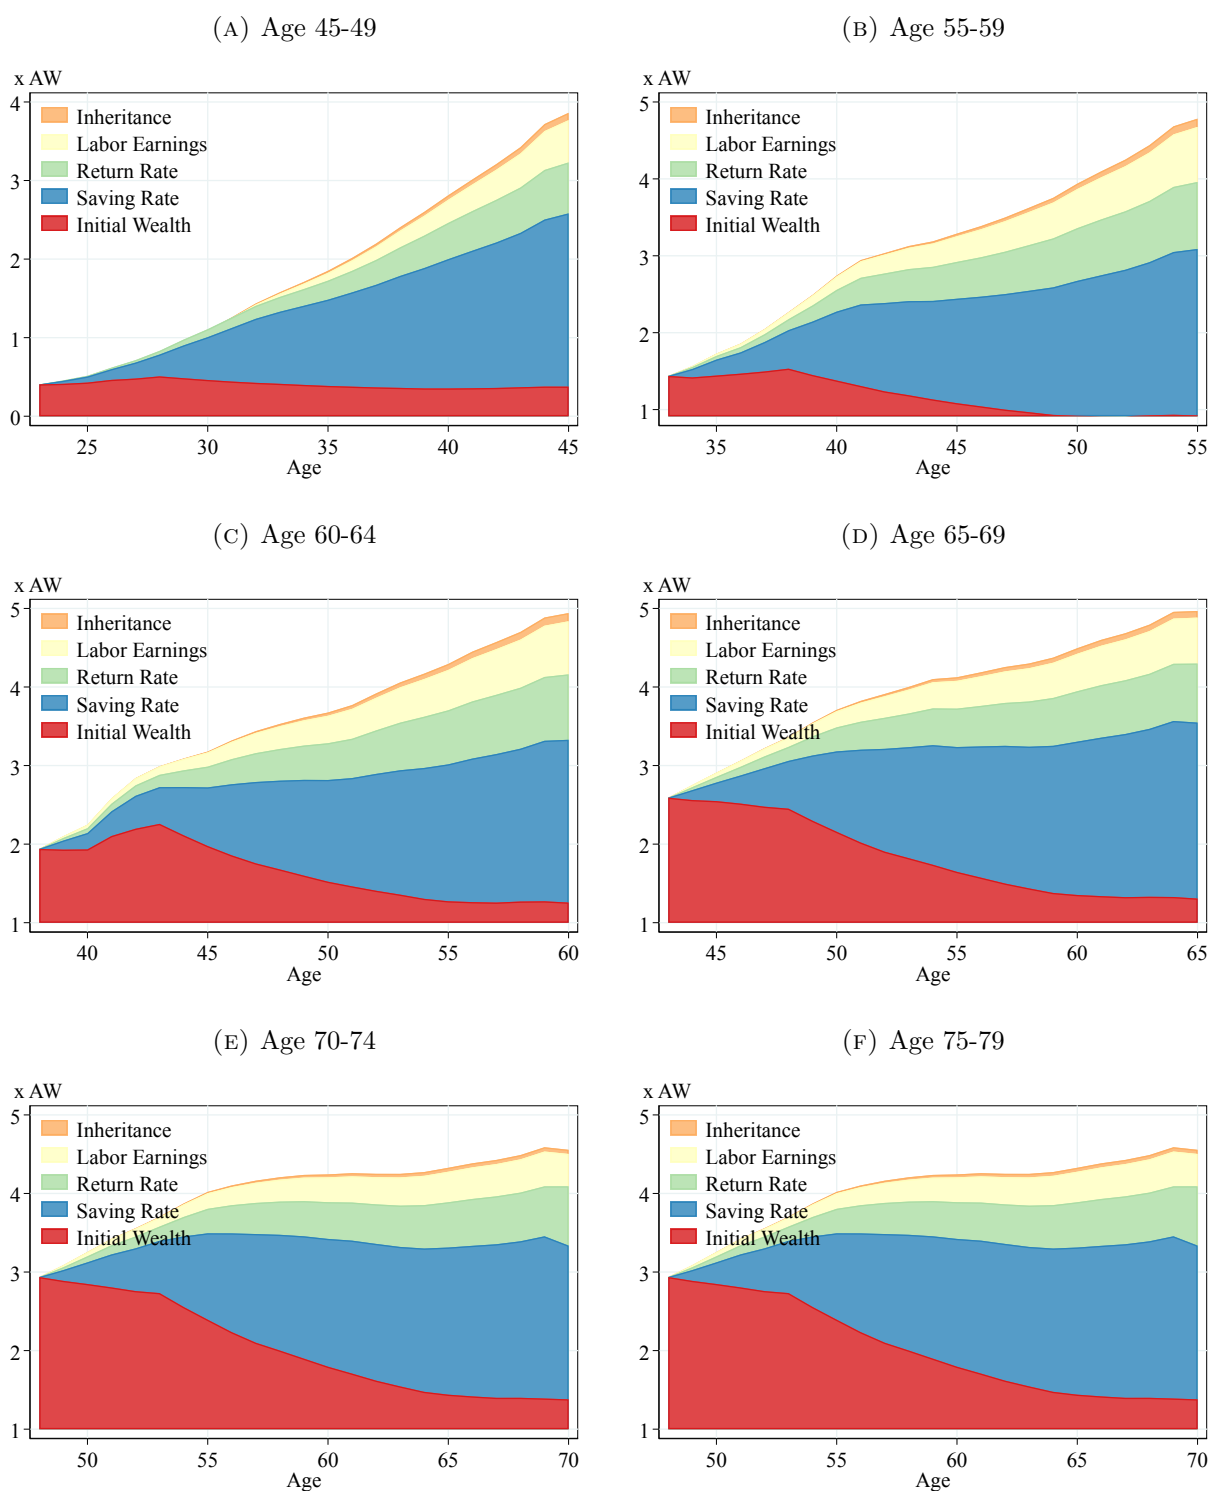 (A) Age 45-49
x AW
4
3
2
1
0
Inheritance
Labor Earnings
Return Rate
Saving Rate
Initial Wealth
25 30 35 40 45
Age
(B) Age 55-59
x AW
5
4
3
2
1
Inheritance
Labor Earnings
Return Rate
Saving Rate
Initial Wealth
35 40 45 50 55
Age
(C) Age 60-64
x AW
5
4
3
2
1
Inheritance
Labor Earnings
Return Rate
Saving Rate
Initial Wealth
40 45 50 55 60
Age
(D) Age 65-69
x AW
5
4
3
2
1
Inheritance
Labor Earnings
Return Rate
Saving Rate
Initial Wealth
45 50 55 60 65
Age
(E) Age 70-74
x AW
5
4
3
2
1
Inheritance
Labor Earnings
Return Rate
Saving Rate
Initial Wealth
50 55 60 65 70
Age
(F) Age 75-79
x AW
5
4
3
2
1
Inheritance
Labor Earnings
Return Rate
Saving Rate
Initial Wealth
50 55 60 65 70
Age